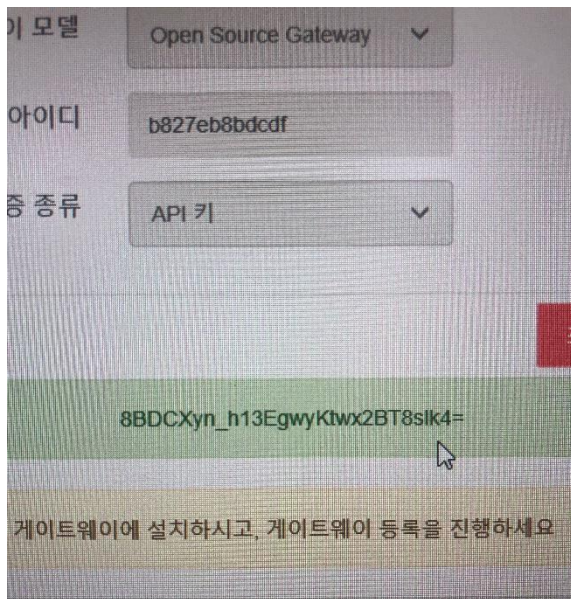 이 모델
Open Source Gateway
아이디
b827eb8bdcdf
증 종류
API 키
8BDCXyn_h13EgwyKtwx2BT8slk4=
게이트웨이에 설치하시고, 게이트웨이 등록을 진행하세요